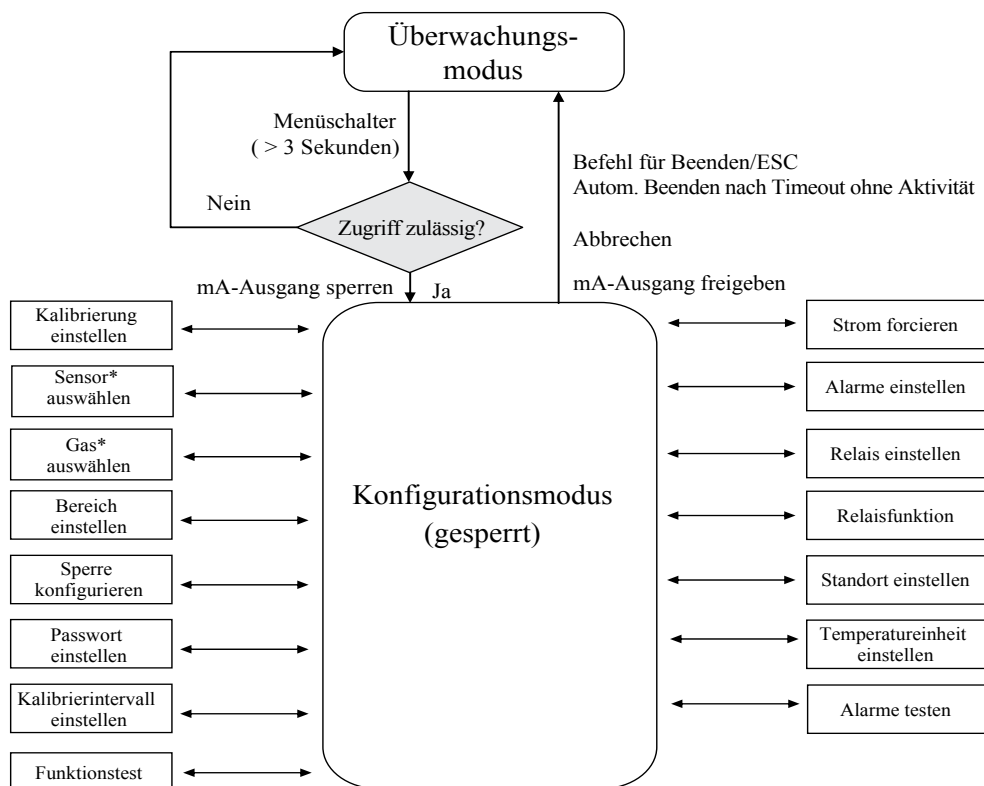 Überwachungs-
modus
Menüschalter
( > 3 Sekunden)
Befehl für Beenden/ESC
Autom. Beenden nach Timeout ohne Aktivität
Nein
Zugriff zulässig?
Abbrechen
mA-Ausgang sperren
Ja
mA-Ausgang freigeben
Kalibrierung
einstellen
Sensor*
auswählen
Gas*
auswählen
Bereich
einstellen
Sperre
konfigurieren
Passwort
einstellen
Kalibrierintervall
einstellen
Funktionstest
Konfigurationsmodus
(gesperrt)
Strom forcieren
Alarme einstellen
Relais einstellen
Relaisfunktion
Standort einstellen
Temperatureinheit
einstellen
Alarme testen